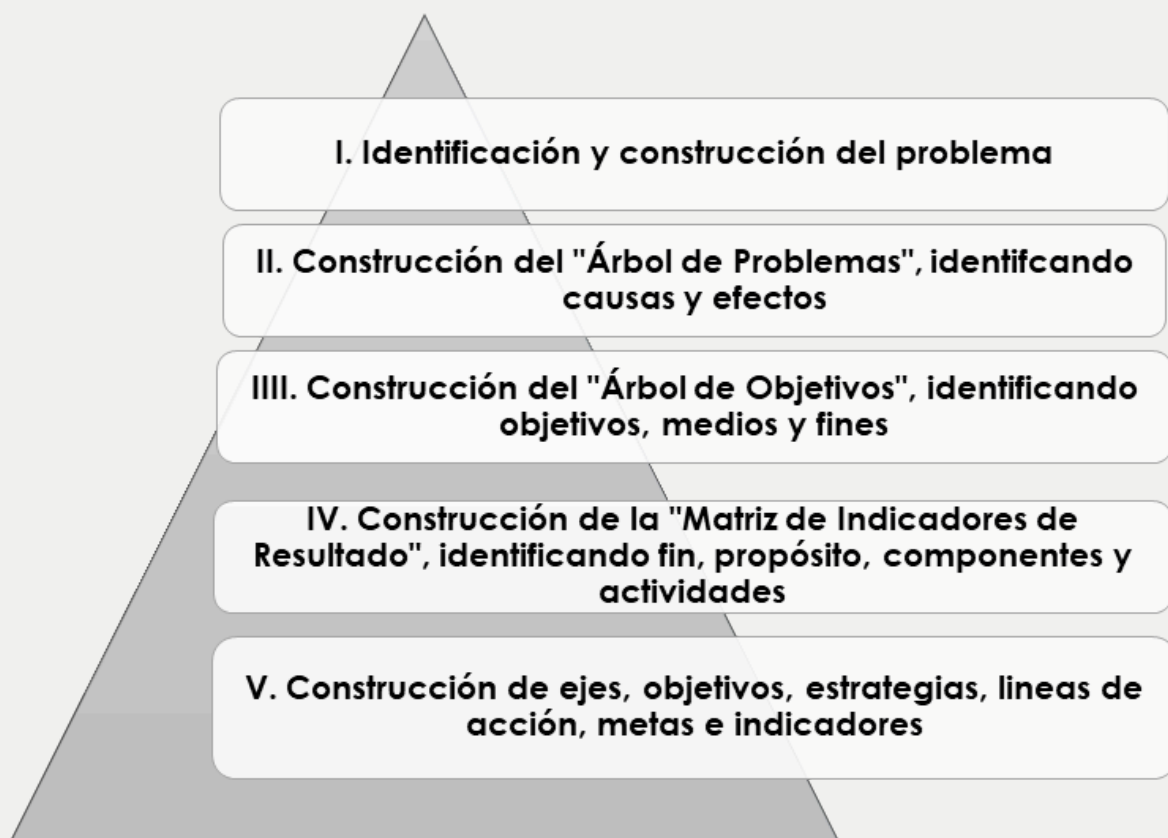 I. Identificación y construcción del problema
II. Construcción del "Árbol de Problemas", identifcando
causas y efectos
IIII. Construcción del "Árbol de Objetivos", identificando
objetivos, medios y fines
IV. Construcción de la "Matriz de Indicadores de
Resultado", identificando fin, propósito, componentes y
actividades
V. Construcción de ejes, objetivos, estrategias, lineas de
acción, metas e indicadores